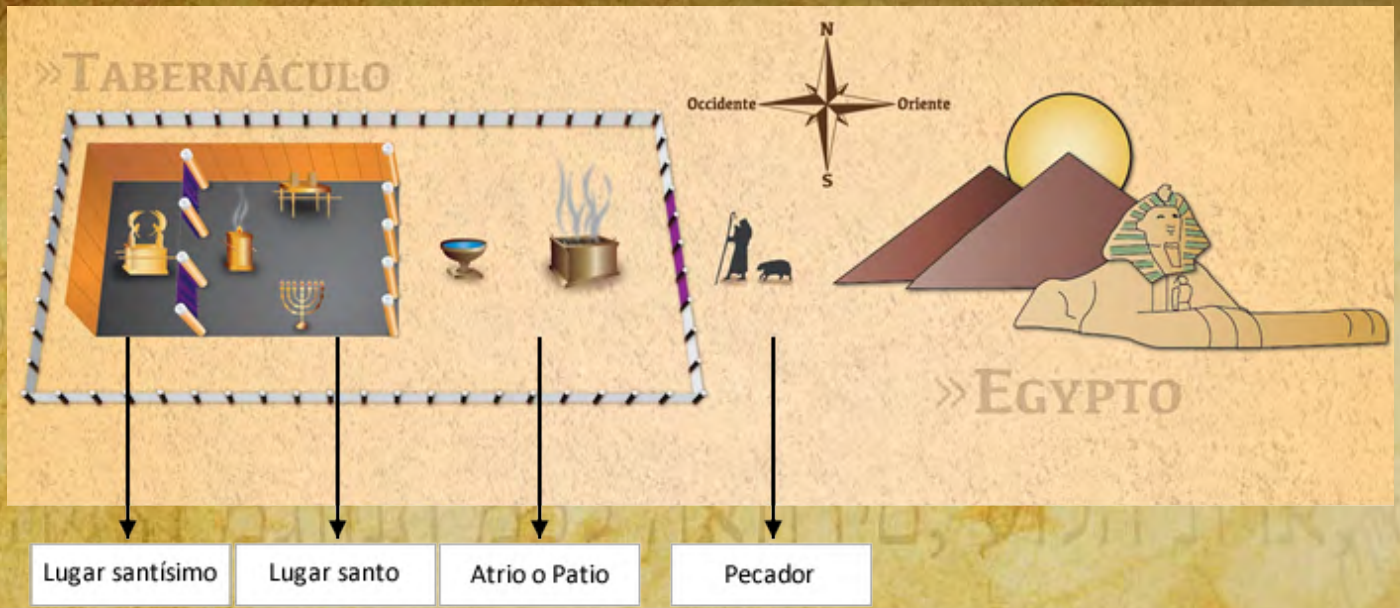 »TABERNÁCULO
N
Occidente
Oriente
S
»EGYPTO
Lugar santísimo
Lugar santo
Atrio o Patio
Pecador